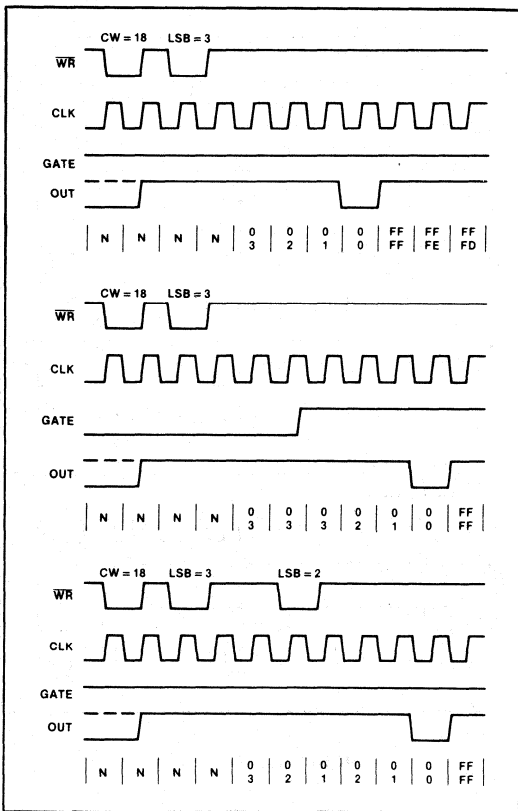 CW = 18 LSB = 3
WR
CLK
GATE
OUT
| N | N | N | N | 0 | 0 | 0 | 0 | FF | FF | FF |
3 2 1 0 FF FE FD
CW = 18 LSB = 3
WR
CLK
GATE
OUT
| N | N | N | N | 0 | 0 | 0 | 0 | 0 | 0 | FF |
3 3 3 2 1 0 FF
CW = 18 LSB = 3 LSB = 2
WR
CLK
GATE
OUT
| N | N | N | N | 0 | 0 | 0 | 0 | 0 | 0 | FF |
3 2 1 2 1 0 FF